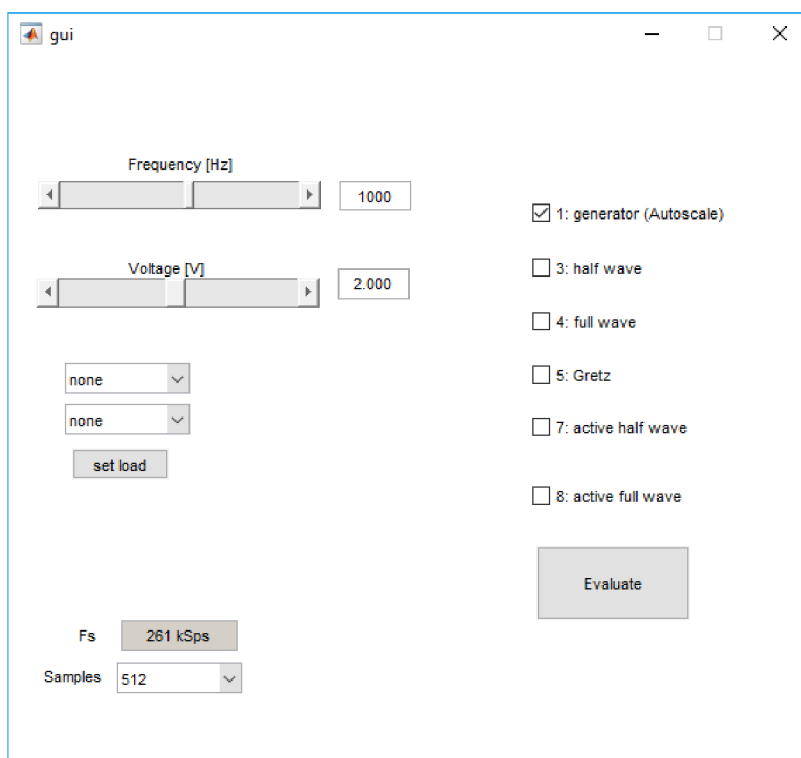 gui
Frequency [Hz]
1000
1: generator (Autoscale)
Voltage [V]
2.000
3: half wave
4: full wave
none
5: Gretz
none
7: active half wave
set load
8: active full wave
Evaluate
Fs
261 kSps
Samples
512